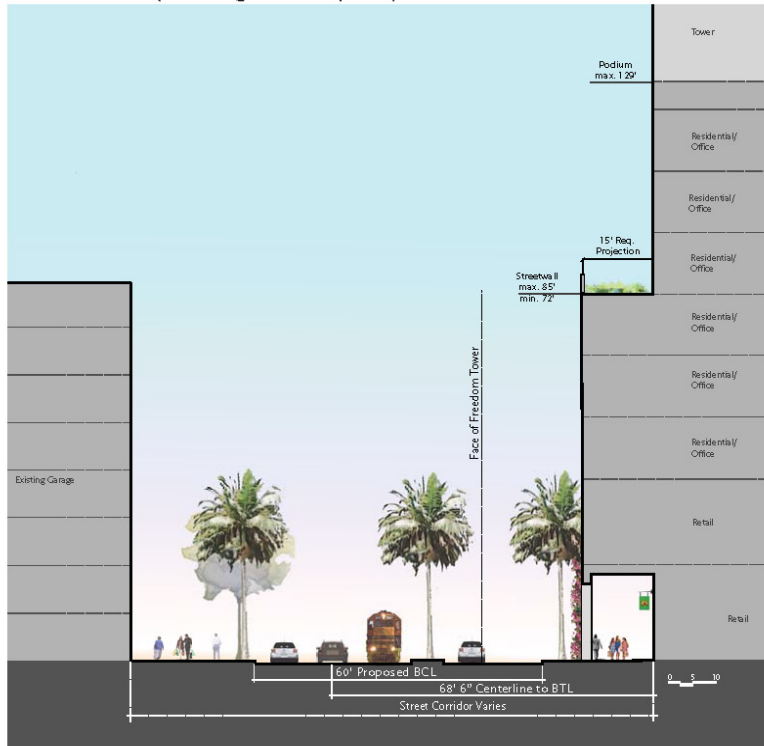 Tower
Podium
max. 129'
Residential/
Office
Residential/
Office
15' Req.
Projection
Residential/
Office
Streetwall
max. 85'
min. 72'
Residential/
Office
Face of Freedom Tower
Residential/
Office
Residential/
Office
Existing Garage
Retail
Retail
60' Proposed BCL
68' 6" Centerline to BTL
0 5 10
Street Corridor Varies